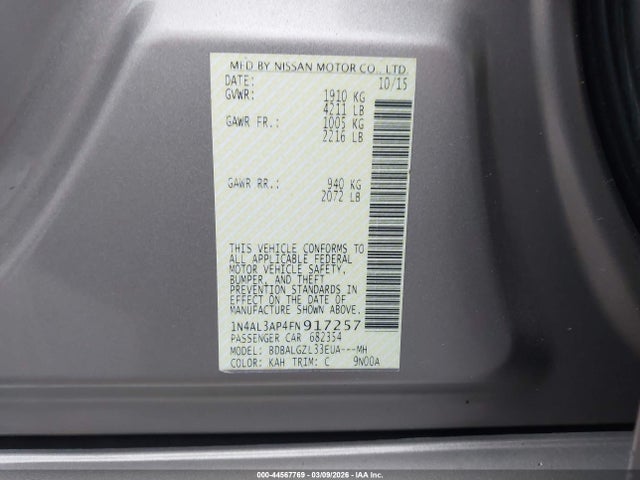 MFD BY NISSAN MOTOR CO., LTD.
DATE: 10/15
GVWR: 1910 KG
4211 LB
GAWR FR.: 1005 KG
2216 LB
GAWR RR.: 940 KG
2072 LB
THIS VEHICLE CONFORMS TO
ALL APPLICABLE FEDERAL
MOTOR VEHICLE SAFETY,
BUMPER, AND THEFT
PREVENTION STANDARDS IN
EFFECT ON THE DATE OF
MANUFACTURE SHOWN ABOVE.
1N4AL3AP4FN917257
PASSENGER CAR 682354
MODEL: BDBALGZL33EUA---MH
COLOR: KAH TRIM: C 9N00A
000-44567769 | 03/09/2026 - IAA Inc.